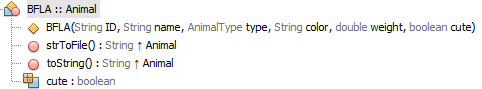 BFLA :: Animal
BFLA(String ID, String name, AnimalType type, String color, double weight, boolean cute)
strToFile() : String ↑ Animal
toString() : String ↑ Animal
cute : boolean